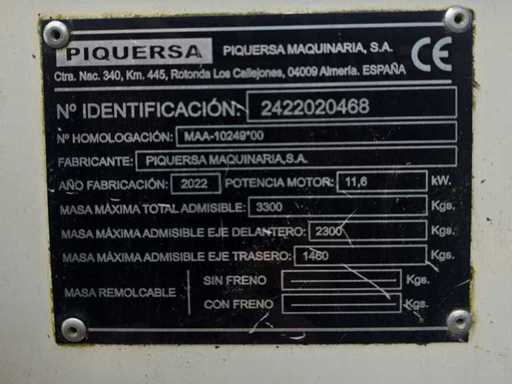 PIQUERSA PIQUERSA MAQUINARIA, S.A. CE
Ctra. Nac. 340, Km. 445, Rotonda Los Callejones, 04009 Almería. ESPAÑA
Nº IDENTIFICACIÓN: 2422020468
Nº HOMOLOGACIÓN: MAA-10249*00
FABRICANTE: PIQUERSA MAQUINARIA,S.A.
AÑO FABRICACIÓN: 2022 POTENCIA MOTOR: 11,6 kW.
MASA MÁXIMA TOTAL ADMISIBLE: 3300 Kgs.
MASA MÁXIMA ADMISIBLE EJE DELANTERO: 2300 Kgs.
MASA MÁXIMA ADMISIBLE EJE TRASERO: 1460 Kgs.
MASA REMOLCABLE
SIN FRENO Kgs.
CON FRENO Kgs.